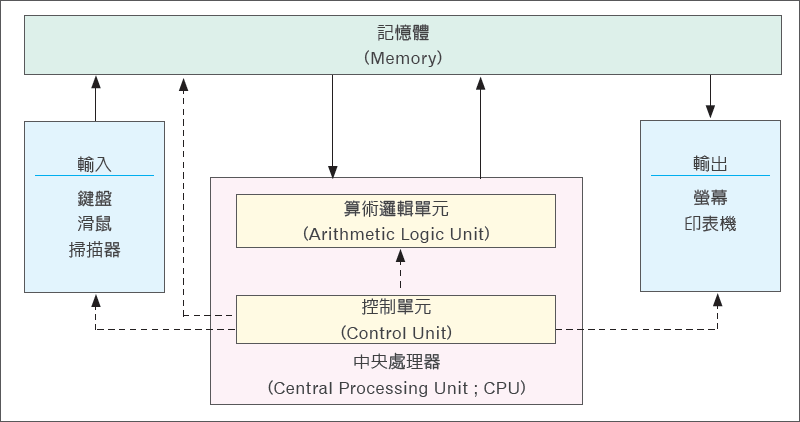 記憶體
(Memory)
輸入
鍵盤
滑鼠
掃描器
算術邏輯單元
(Arithmetic Logic Unit)
控制單元
(Control Unit)
中央處理器
(Central Processing Unit ; CPU)
輸出
螢幕
印表機